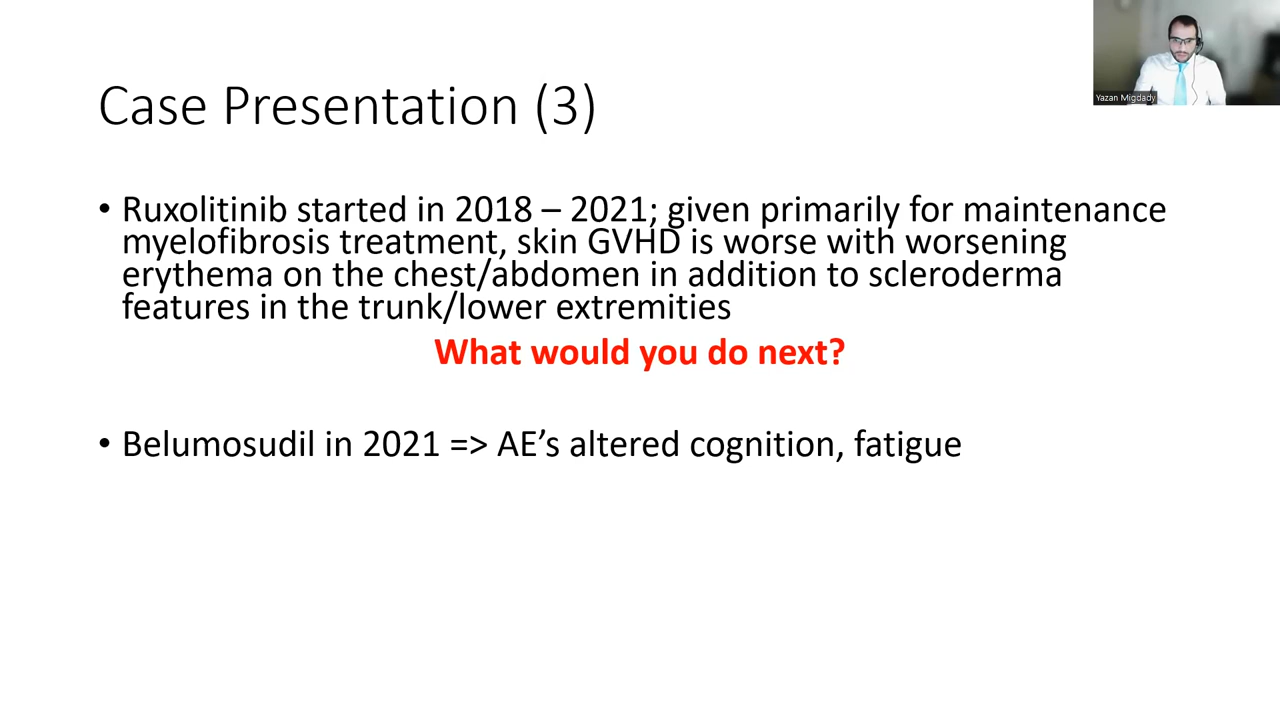 Yazan Migdady
Case Presentation (3)
• Ruxolitinib started in 2018 – 2021; given primarily for maintenance
myelofibrosis treatment, skin GVHD is worse with worsening
erythema on the chest/abdomen in addition to scleroderma
features in the trunk/lower extremities
What would you do next?
• Belumosudil in 2021 => AE’s altered cognition, fatigue